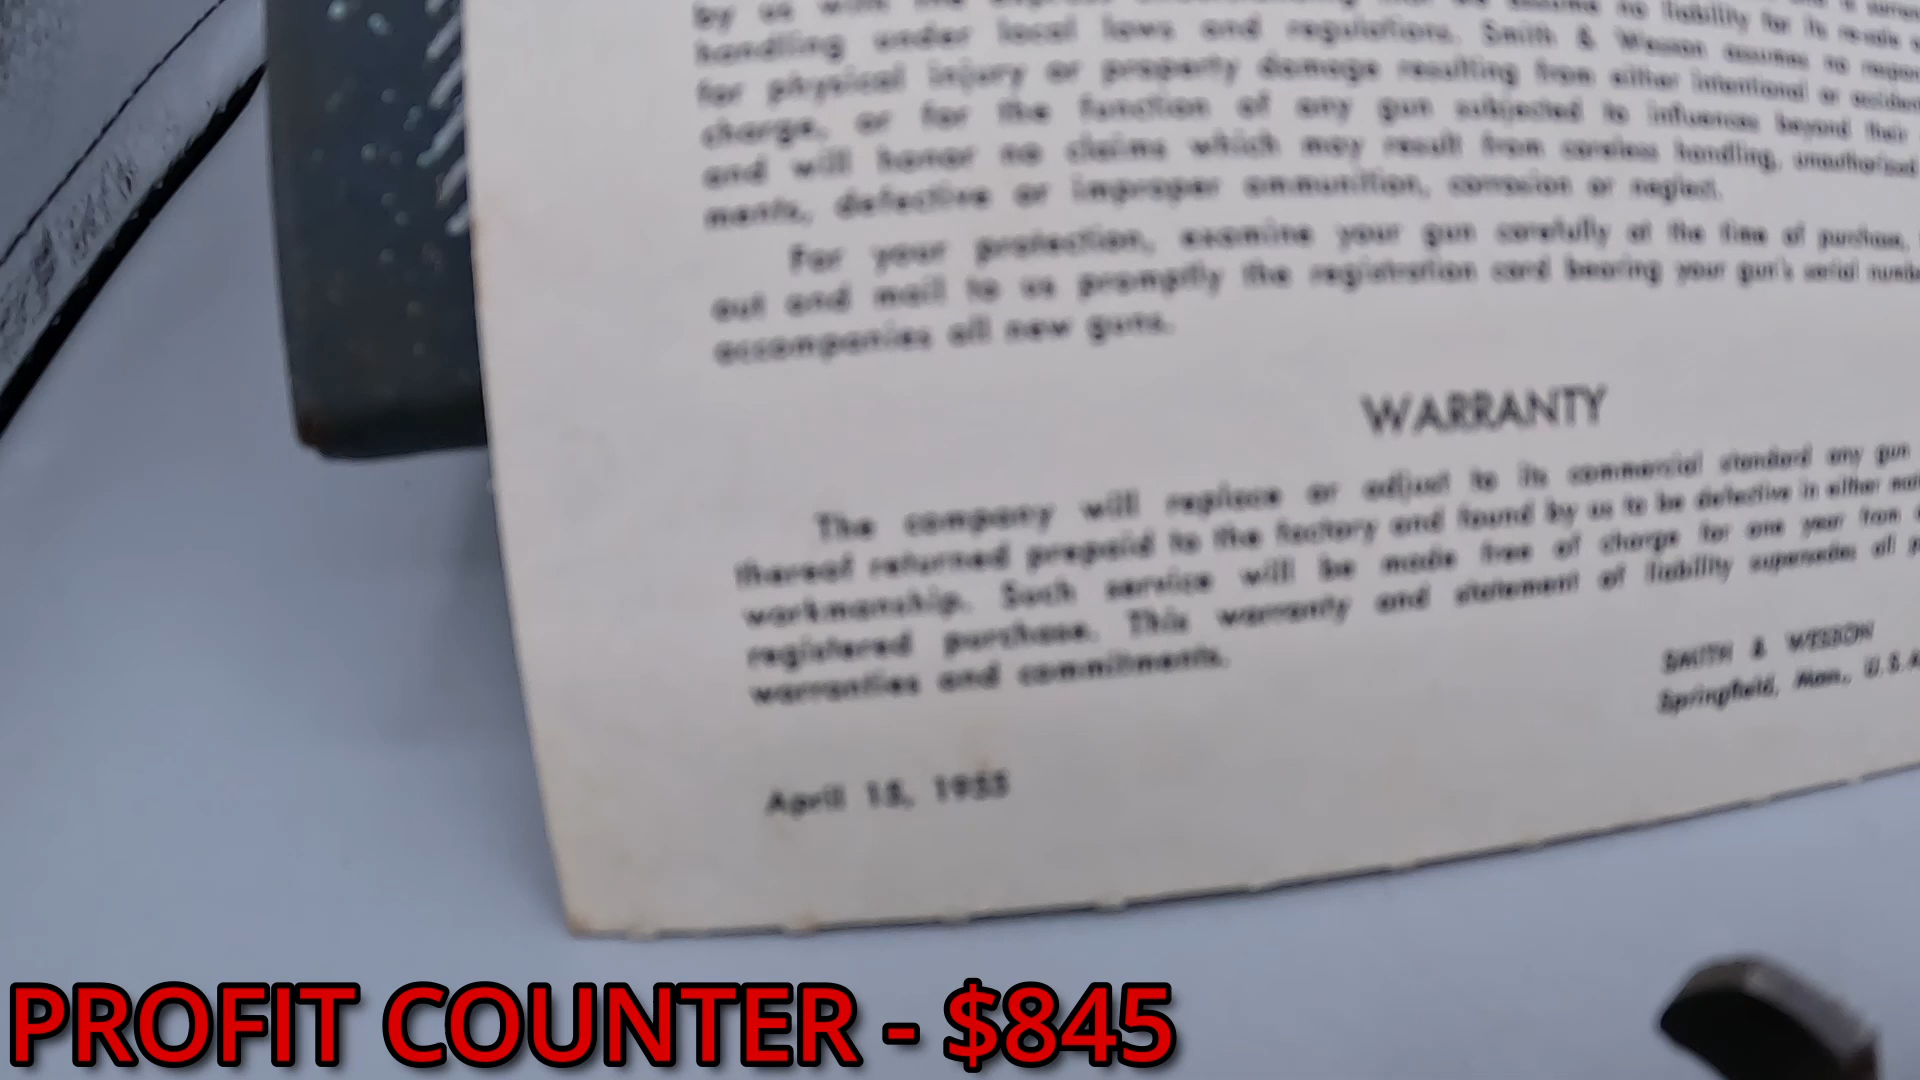 by us with the express understanding that we assume no liability for its re-sale
handling under local laws and regulations. Smith & Wesson assumes no
for physical injury or property damage resulting from either intentional or
charge, or for the function of any gun subjected to influences beyond their
and will honor no claims which may result from careless handling, unauthorized
ments, defective or improper ammunition, corrosion or neglect.
For your protection, examine your gun carefully at the time of purchase,
out and mail to us promptly the registration card bearing your gun's serial
accompanies all new guns.
WARRANTY
The company will replace or adjust to its commercial standard any gun
thereof returned prepaid to the factory and found by us to be defective in either
workmanship. Such service will be made free of charge for one year from
registered purchase. This warranty and statement of liability supersedes all
warranties and commitments.
SMITH & WESSON
Springfield, Mass., U.S.A
April 15, 1955
PROFIT COUNTER - $845